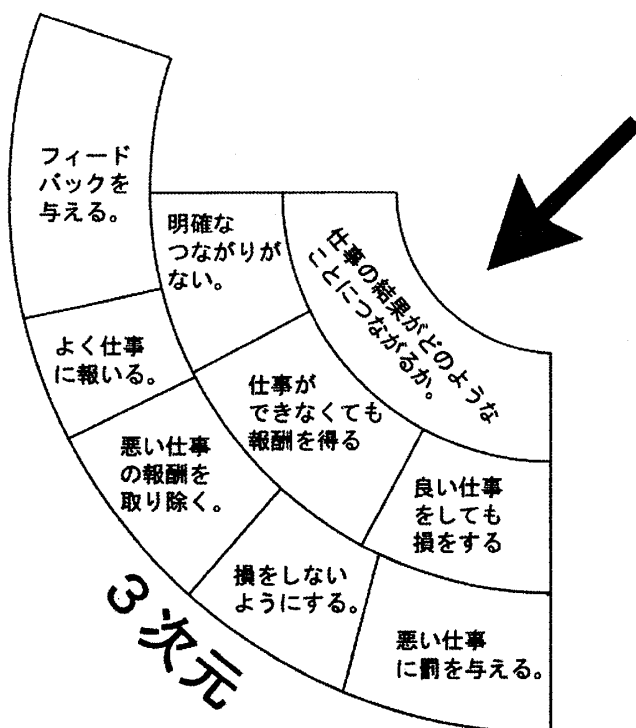 フィード
バックを
与える。
明確な
つながりが
ない。
仕事の結果がどのような
ことにつながるか。
よく仕事
に報いる。
仕事が
できなくても
報酬を得る
悪い仕事
の報酬を
取り除く。
良い仕事
をしても
損をする
損をしない
ようにする。
悪い仕事
に罰を与える。
3次元